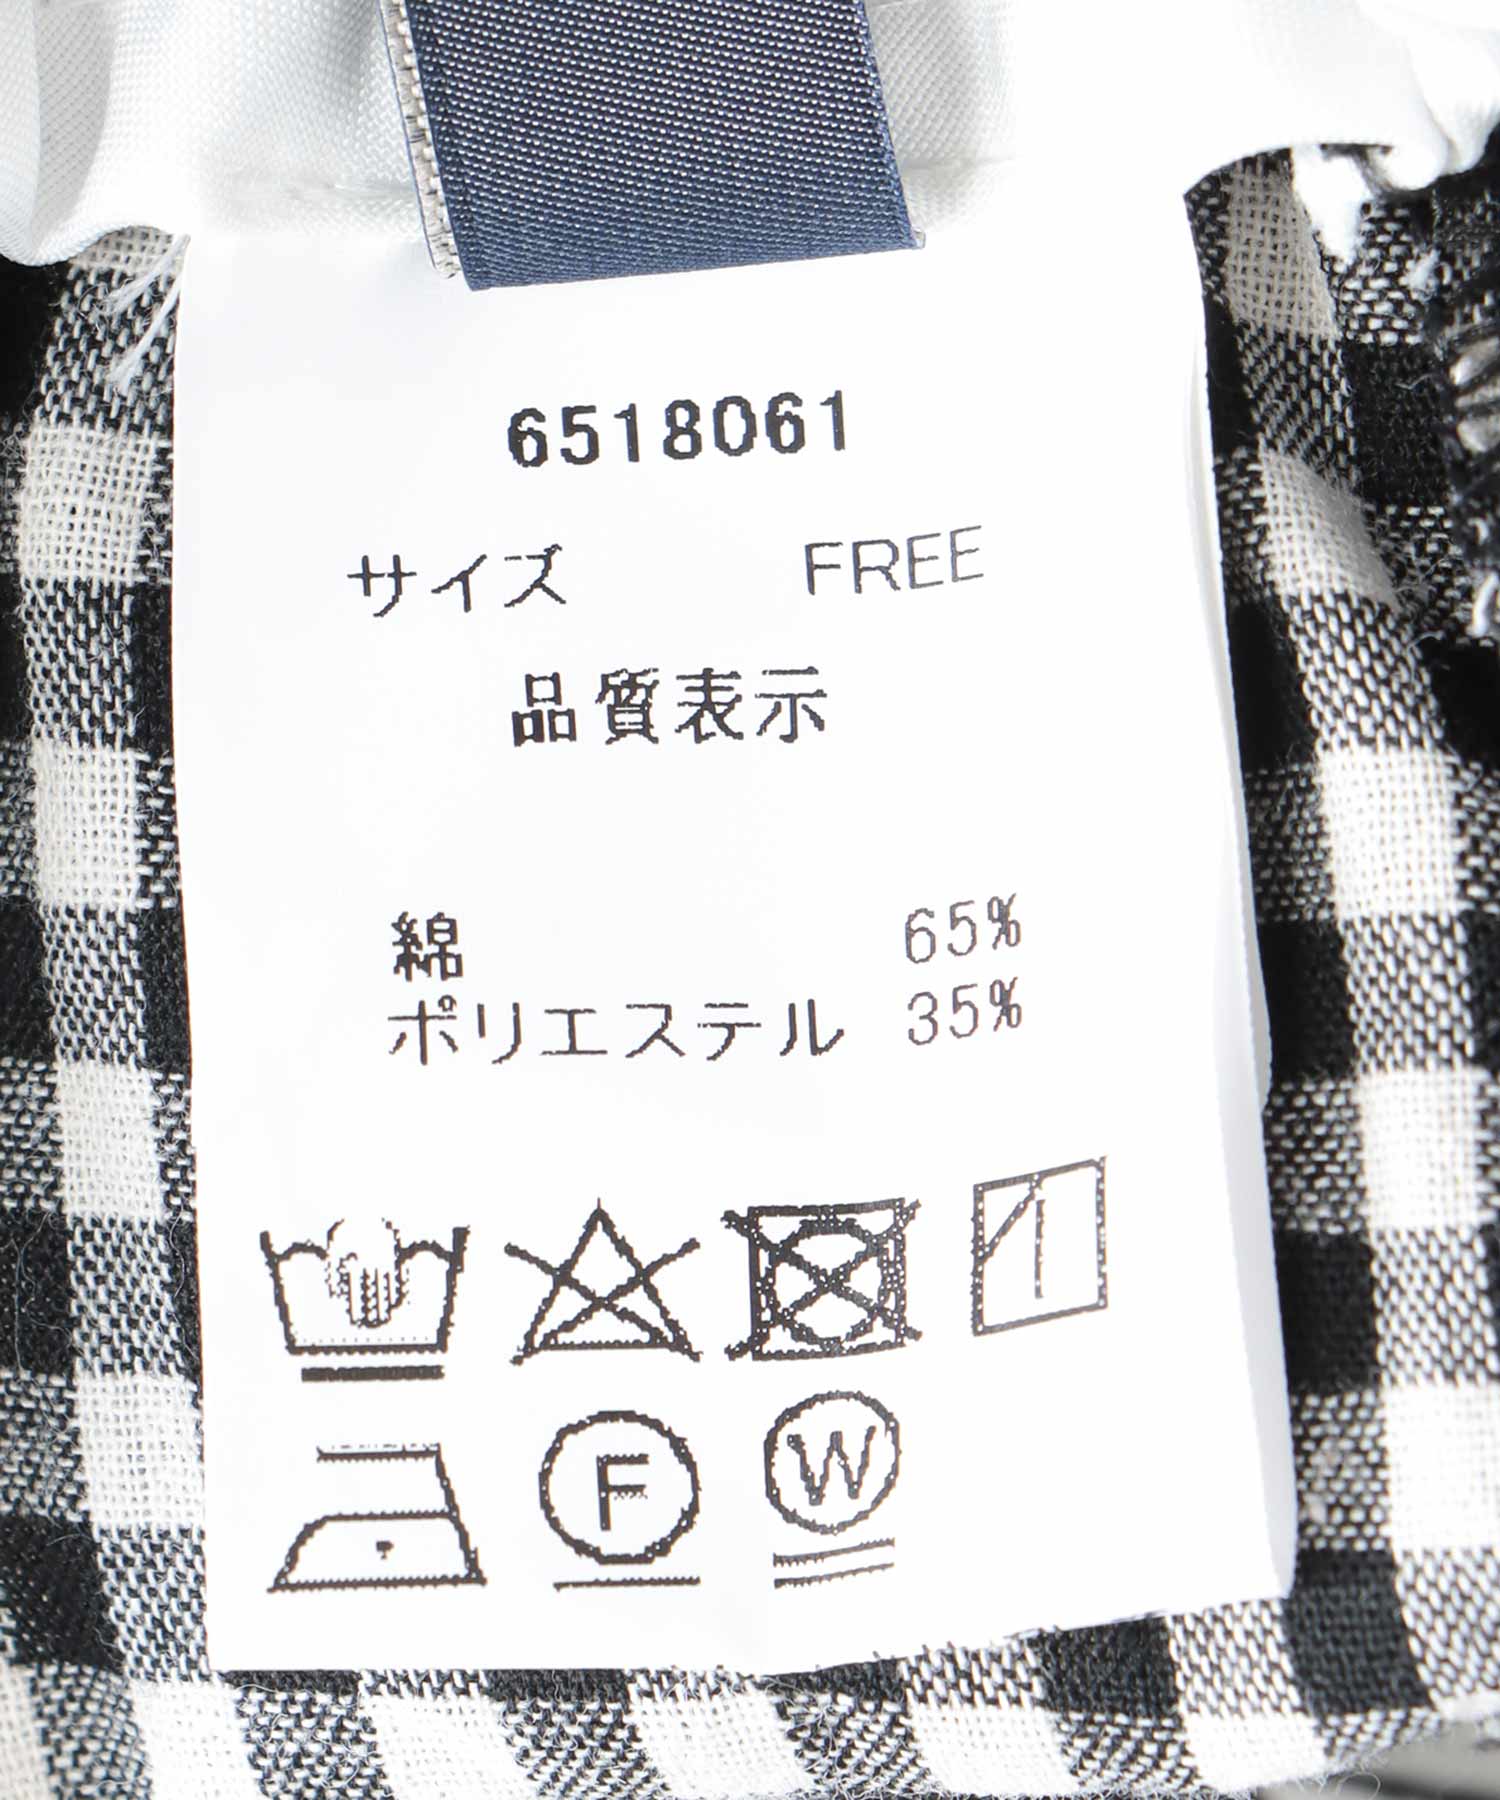 6518061
サイズ FREE
品質表示
綿 65%
ポリエステル 35%
F W